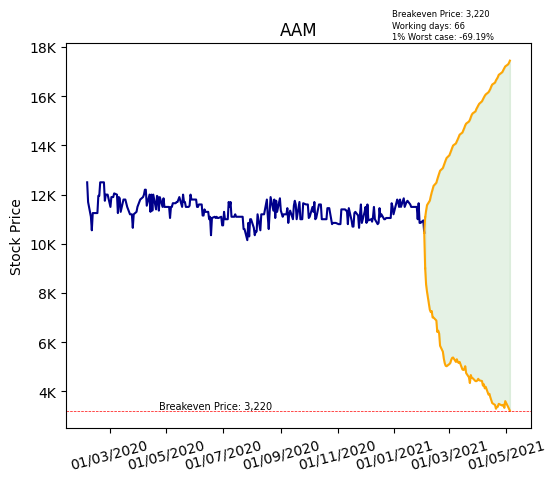 Breakeven Price: 3,220
Working days: 66
1% Worst case: -69.19%
AAM
18K
16K
14K
12K
10K
8K
6K
4K
Stock Price
Breakeven Price: 3,220
01/03/2020 01/05/2020 01/07/2020 01/09/2020 01/11/2020 01/01/2021 01/03/2021 01/05/2021